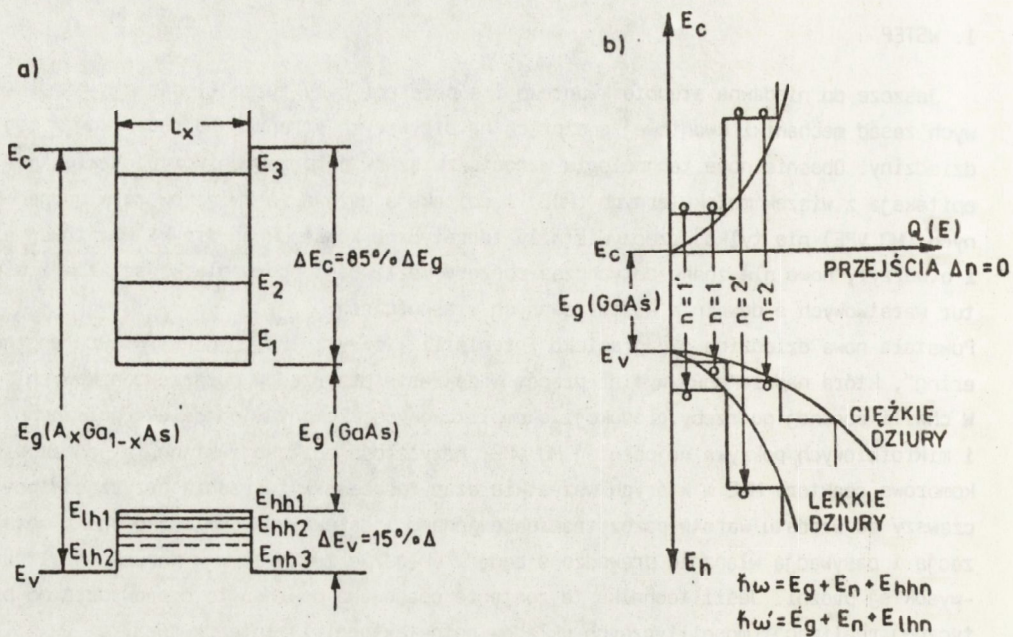 a)
L_x
E_c
E_3
ΔE_c = 85% ΔE_g
E_2
E_1
E_g(A_xGa_1-xAs)
E_g(GaAs)
E_lh1
E_hh1
E_hh2
ΔE_v = 15% Δ
E_lh2
E_nh3
E_v
b)
E_c
Q(E)
E_c
PRZEJŚCIA Δn=0
E_g(GaAs)
n=1
n=1
n=2
n=2
E_v
CIĘŻKIE
DZIURY
LEKKIE
DZIURY
E_h
ħω = E_g + E_n + E_hhn
ħω' = E_g + E_n + E_lhn